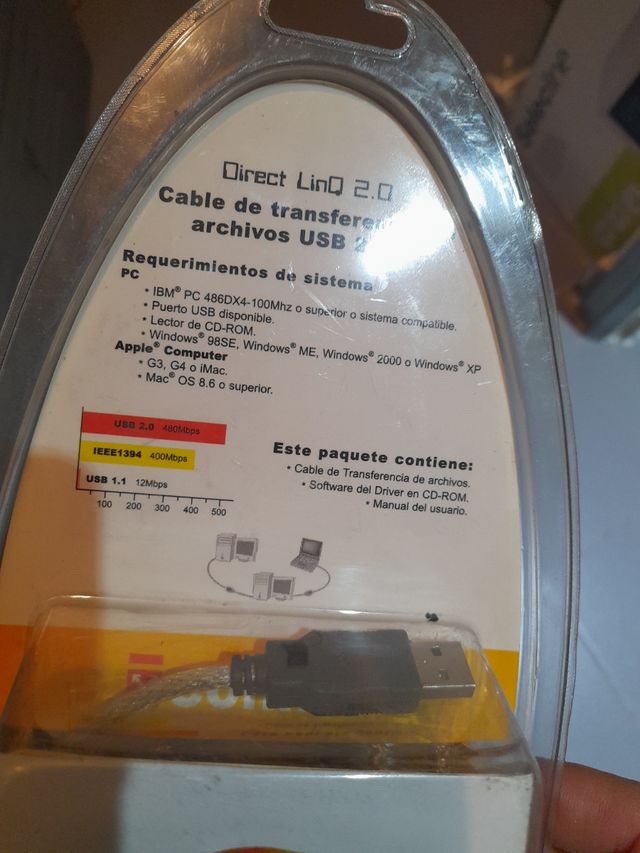 Direct LinQ 2.0
Cable de
archivos USB
Requerimientos de sistema
PC
• IBM® PC 486DX4-100Mhz o superior o sistema compatible.
• Puerto USB disponible.
• Lector de CD-ROM.
• Windows® 98SE, Windows® ME, Windows® 2000 o Windows® XP
Apple® Computer
• G3, G4 o iMac.
• Mac® OS 8.6 o superior.
USB 2.0 480Mbps
IEEE1394 400Mbps
USB 1.1 12Mbps
100 200 300 400 500
Este paquete contiene:
• Cable de Transferencia de archivos.
• Software del Driver en CD-ROM.
• Manual del usuario.